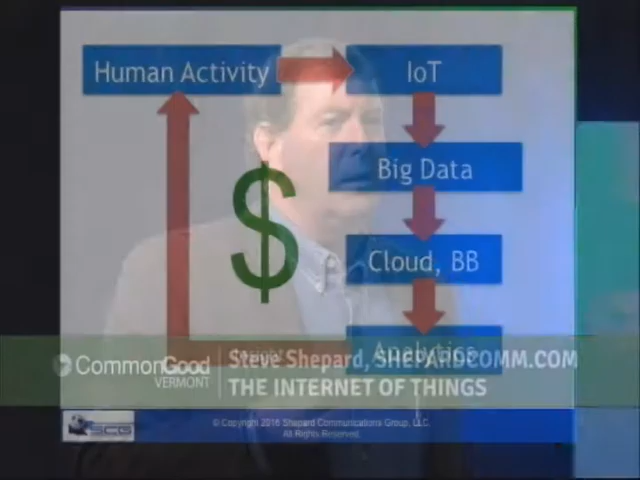 Human Activity
IoT
Big Data
$
Cloud, BB
Analytics
CommonGood
VERMONT
Steve Shepard, SHEPARDCOMM.COM
THE INTERNET OF THINGS
SCG
© Copyright 2016 Shepard Communications Group, LLC.
All Rights Reserved.